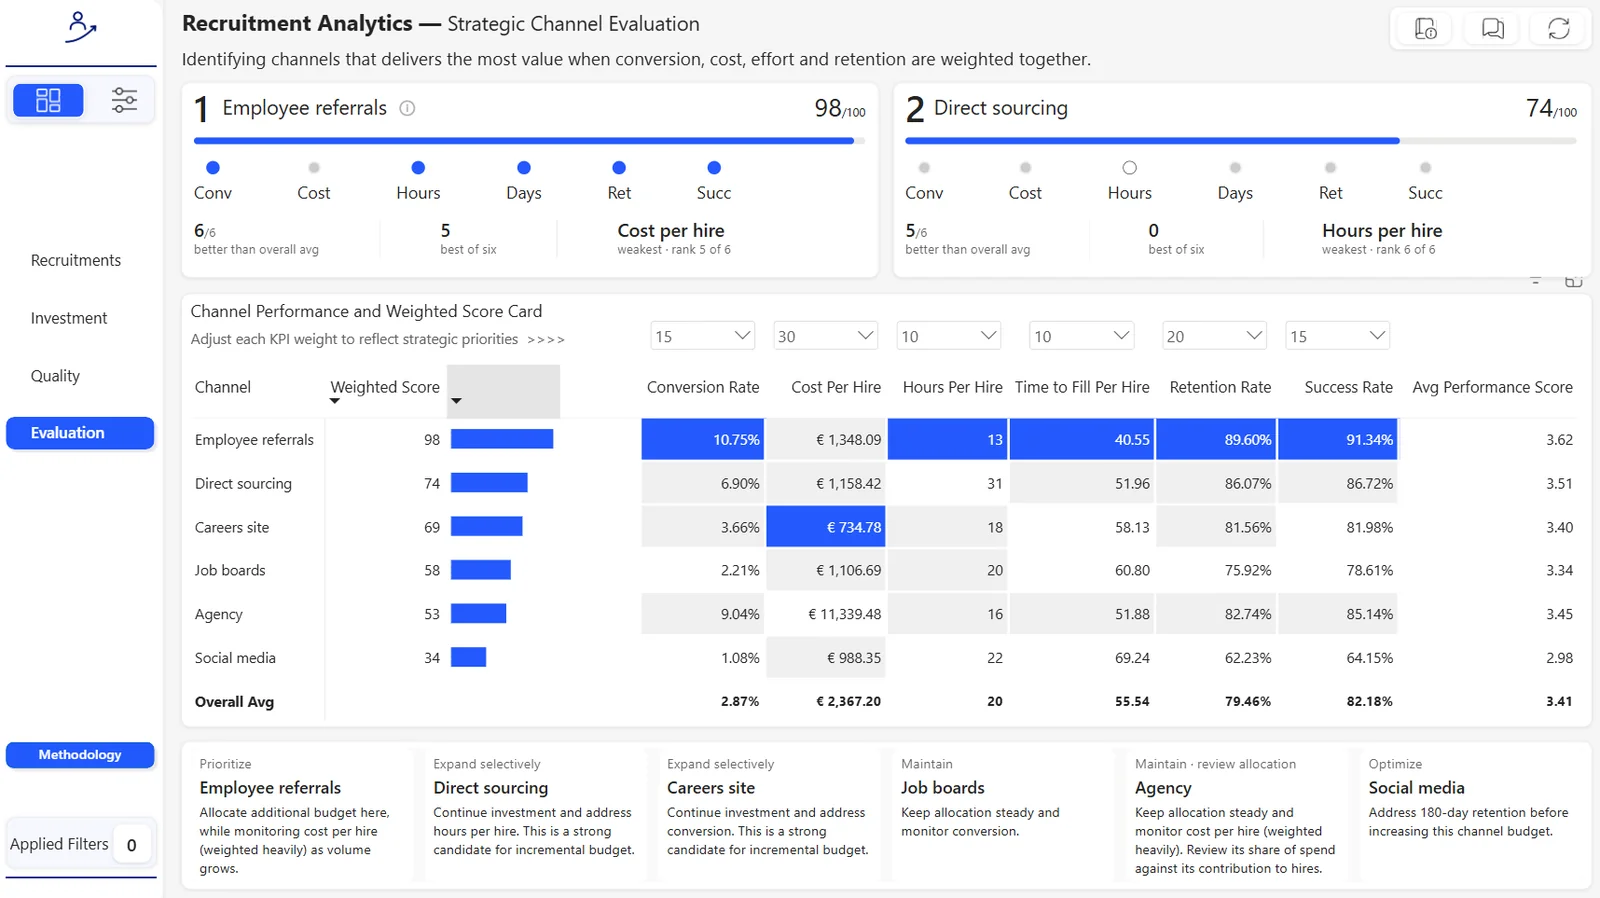 Recruitment Analytics — Strategic Channel Evaluation
Identifying channels that delivers the most value when conversion, cost, effort and retention are weighted together.
Recruitments
Investment
Quality
Evaluation
Methodology
Applied Filters 0
1 Employee referrals 98/100
Conv Cost Hours Days Ret Succ
6/6 5 Cost per hire
better than overall avg best of six weakest · rank 5 of 6
2 Direct sourcing 74/100
Conv Cost Hours Days Ret Succ
5/6 0 Hours per hire
better than overall avg best of six weakest · rank 6 of 6
Channel Performance and Weighted Score Card
Adjust each KPI weight to reflect strategic priorities >>>>
15 30 10 10 20 15
Channel Weighted Score Conversion Rate Cost Per Hire Hours Per Hire Time to Fill Per Hire Retention Rate Success Rate Avg Performance Score
Employee referrals 98 10.75% € 1,348.09 13 40.55 89.60% 91.34% 3.62
Direct sourcing 74 6.90% € 1,158.42 31 51.96 86.07% 86.72% 3.51
Careers site 69 3.66% € 734.78 18 58.13 81.56% 81.98% 3.40
Job boards 58 2.21% € 1,106.69 20 60.80 75.92% 78.61% 3.34
Agency 53 9.04% € 11,339.48 16 51.88 82.74% 85.14% 3.45
Social media 34 1.08% € 988.35 22 69.24 62.23% 64.15% 2.98
Overall Avg 2.87% € 2,367.20 20 55.54 79.46% 82.18% 3.41
Prioritize
Employee referrals
Allocate additional budget here,
while monitoring cost per hire
(weighted heavily) as volume
grows.
Expand selectively
Direct sourcing
Continue investment and address
hours per hire. This is a strong
candidate for incremental budget.
Expand selectively
Careers site
Continue investment and address
conversion. This is a strong
candidate for incremental budget.
Maintain
Job boards
Keep allocation steady and
monitor conversion.
Maintain · review allocation
Agency
Keep allocation steady and
monitor cost per hire (weighted
heavily). Review its share of spend
against its contribution to hires.
Optimize
Social media
Address 180-day retention before
increasing this channel budget.